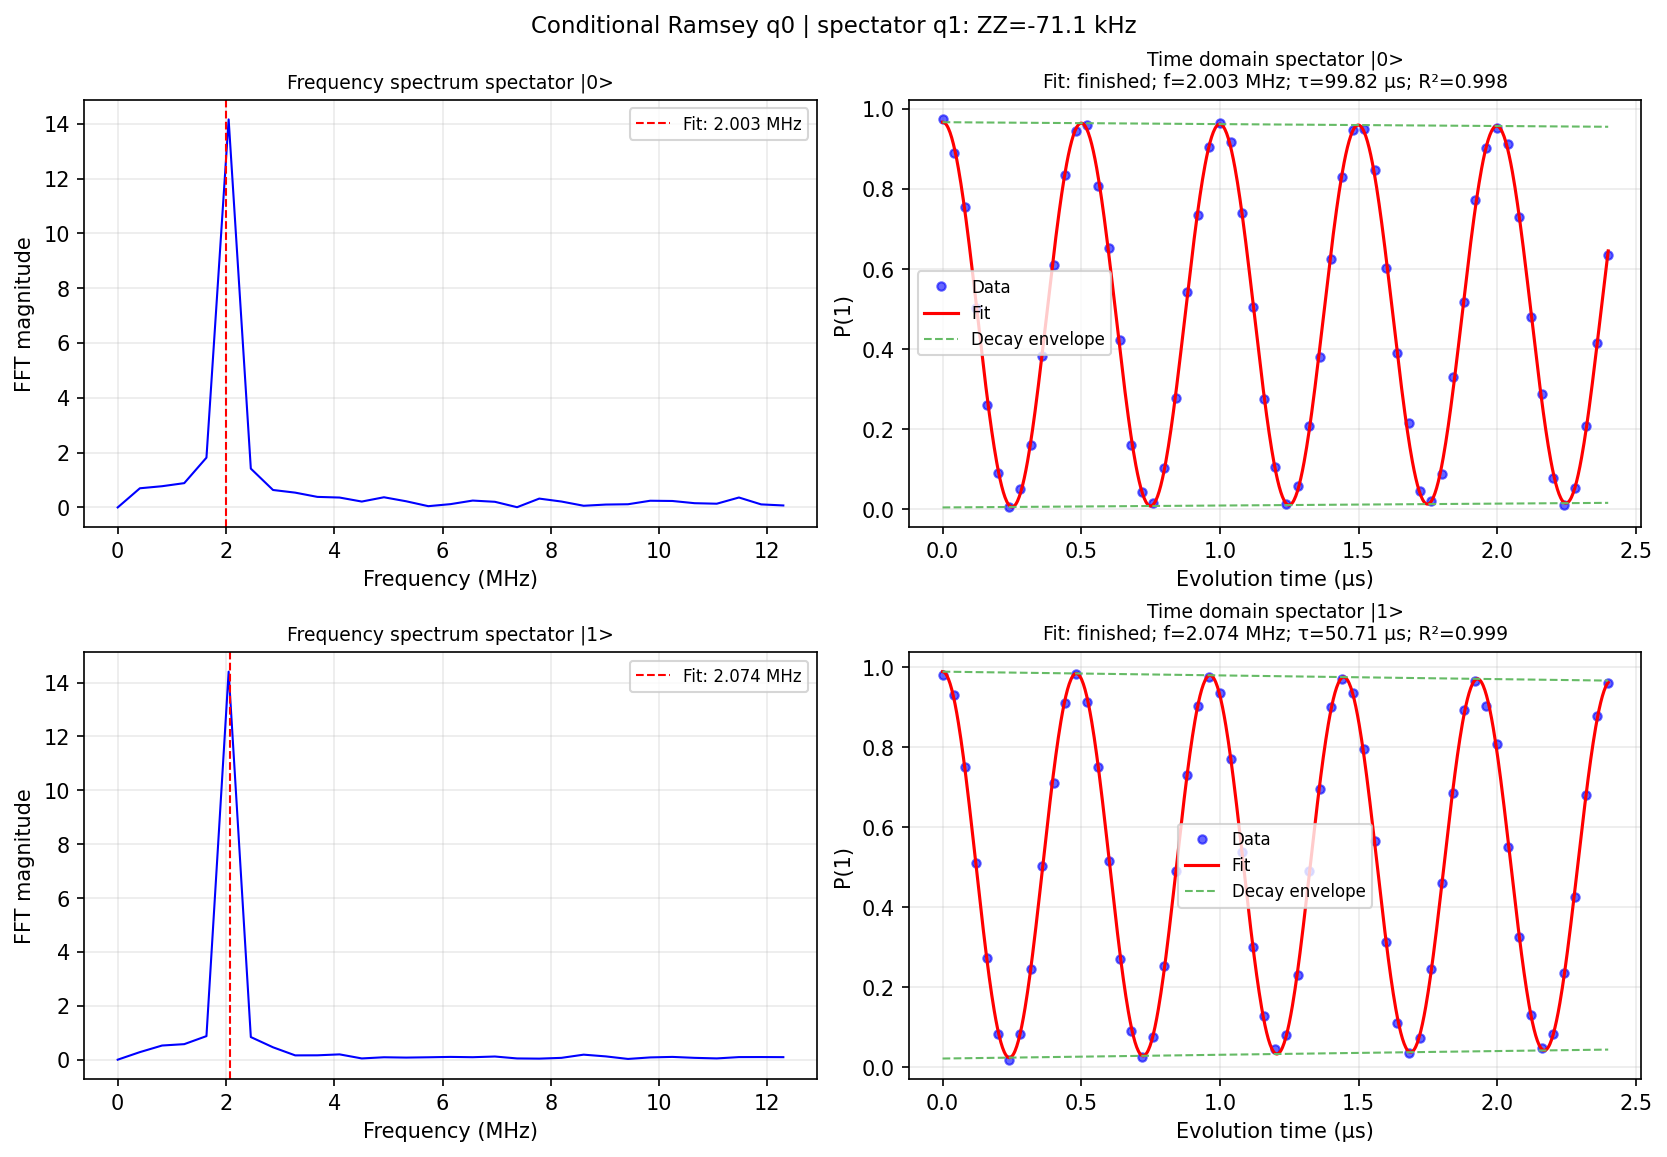 Conditional Ramsey q0 | spectator q1: ZZ=-71.1 kHz
Frequency spectrum spectator |0>
14
12
10
8
6
4
2
0
FFT magnitude
Fit: 2.003 MHz
0 2 4 6 8 10 12
Frequency (MHz)
Time domain spectator |0>
Fit: finished; f=2.003 MHz; τ=99.82 µs; R²=0.998
1.0
0.8
0.6
0.4
0.2
0.0
P(1)
Data
Fit
Decay envelope
0.0 0.5 1.0 1.5 2.0 2.5
Evolution time (µs)
Frequency spectrum spectator |1>
14
12
10
8
6
4
2
0
FFT magnitude
Fit: 2.074 MHz
0 2 4 6 8 10 12
Frequency (MHz)
Time domain spectator |1>
Fit: finished; f=2.074 MHz; τ=50.71 µs; R²=0.999
1.0
0.8
0.6
0.4
0.2
0.0
P(1)
Data
Fit
Decay envelope
0.0 0.5 1.0 1.5 2.0 2.5
Evolution time (µs)